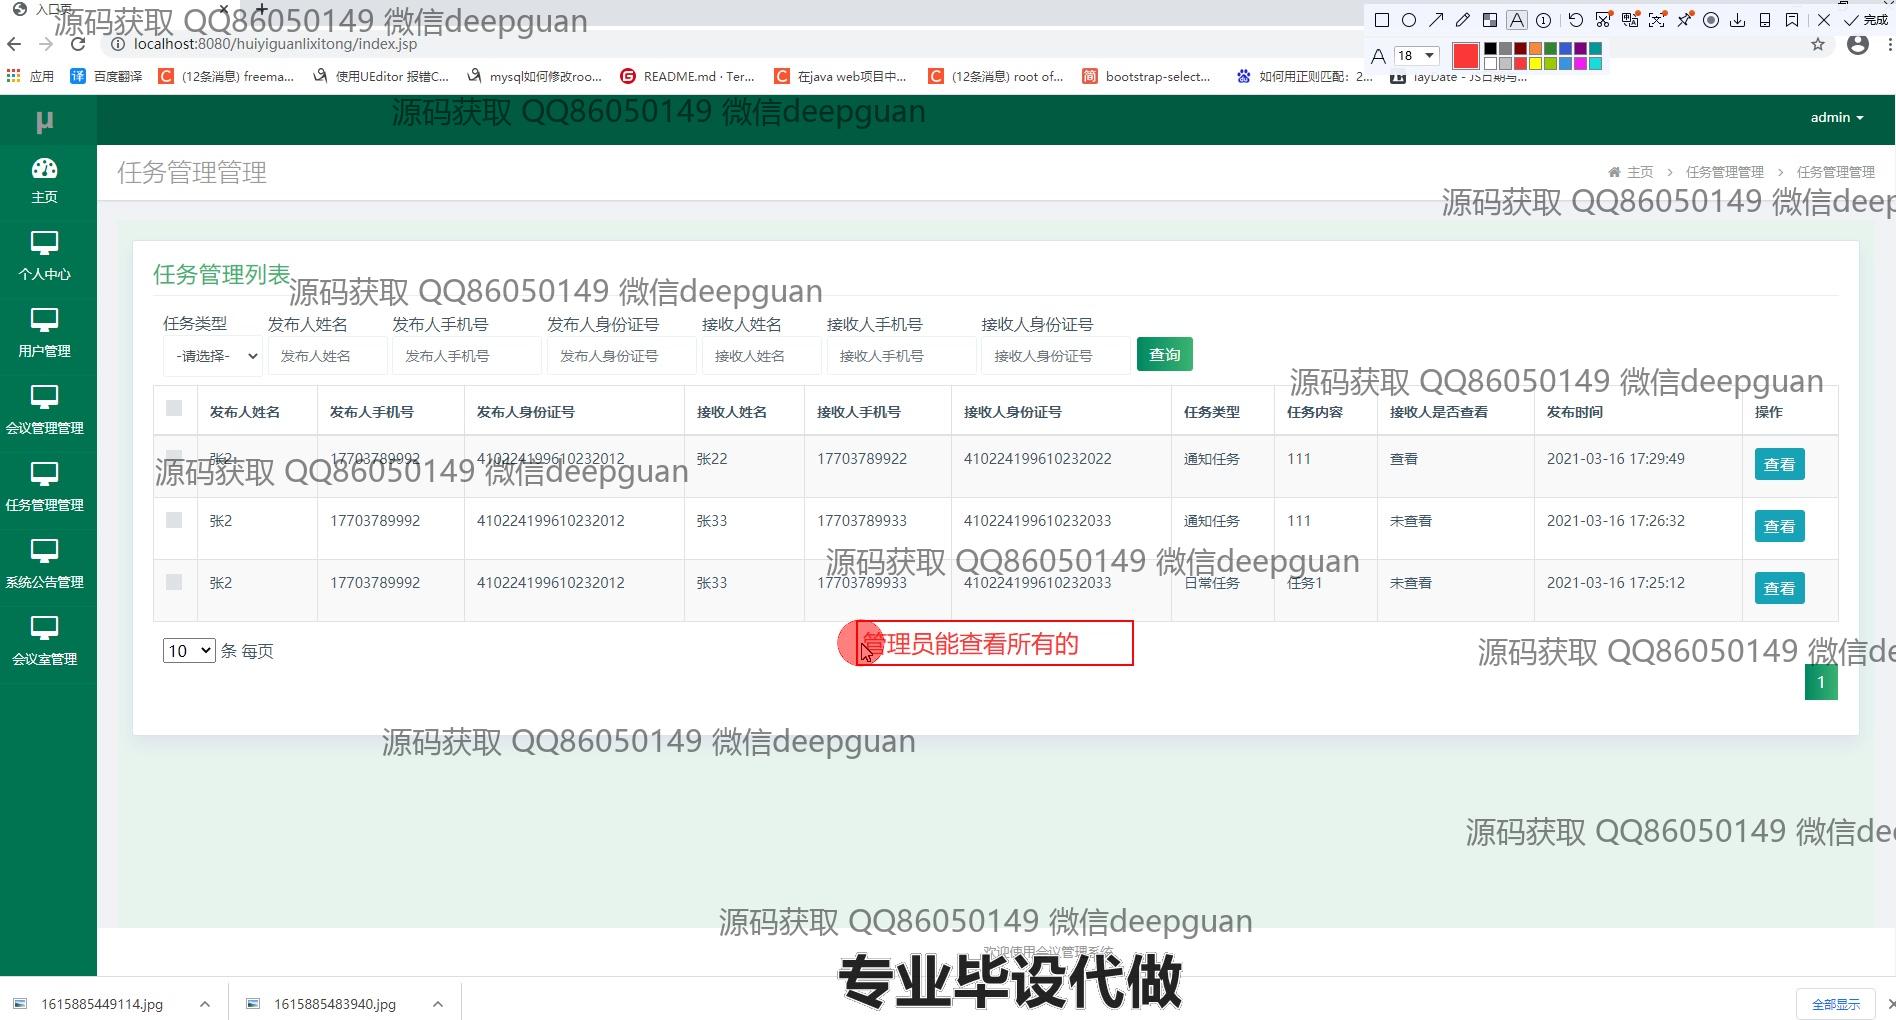 入口页
源码获取 QQ86050149 微信deepguan
18
完成
localhost:8080/huiyiguanlixitong/index.jsp
应用
百度翻译
(12条消息) freema...
使用UEditor 报错C...
mysql如何修改roo...
README.md · Ter...
在java web项目中...
(12条消息) root of...
bootstrap-select...
如何用正则匹配：2...
layDate - JS日期与...
源码获取 QQ86050149 微信deepguan
μ
admin
任务管理管理
主页 > 任务管理管理 > 任务管理管理
源码获取 QQ86050149 微信deep
主页
个人中心
用户管理
会议管理管理
任务管理管理
系统公告管理
会议室管理
任务管理列表
源码获取 QQ86050149 微信deepguan
任务类型 发布人姓名 发布人手机号 发布人身份证号 接收人姓名 接收人手机号 接收人身份证号
-请选择- 发布人姓名 发布人手机号 发布人身份证号 接收人姓名 接收人手机号 接收人身份证号 查询
源码获取 QQ86050149 微信deepguan
发布人姓名 发布人手机号 发布人身份证号 接收人姓名 接收人手机号 接收人身份证号 任务类型 任务内容 接收人是否查看 发布时间 操作
张2 17703789992 410224199610232012 张22 17703789922 410224199610232022 通知任务 111 查看 2021-03-16 17:29:49 查看
源码获取 QQ86050149 微信deepguan
张2 17703789992 410224199610232012 张33 17703789933 410224199610232033 通知任务 111 未查看 2021-03-16 17:26:32 查看
源码获取 QQ86050149 微信deepguan
张2 17703789992 410224199610232012 张33 17703789933 410224199610232033 日常任务 任务1 未查看 2021-03-16 17:25:12 查看
管理员能查看所有的
10 条 每页
源码获取 QQ86050149 微信de
1
源码获取 QQ86050149 微信deepguan
源码获取 QQ86050149 微信dee
源码获取 QQ86050149 微信deepguan
欢迎使用会议管理系统
专业毕设代做
1615885449114.jpg
1615885483940.jpg
全部显示